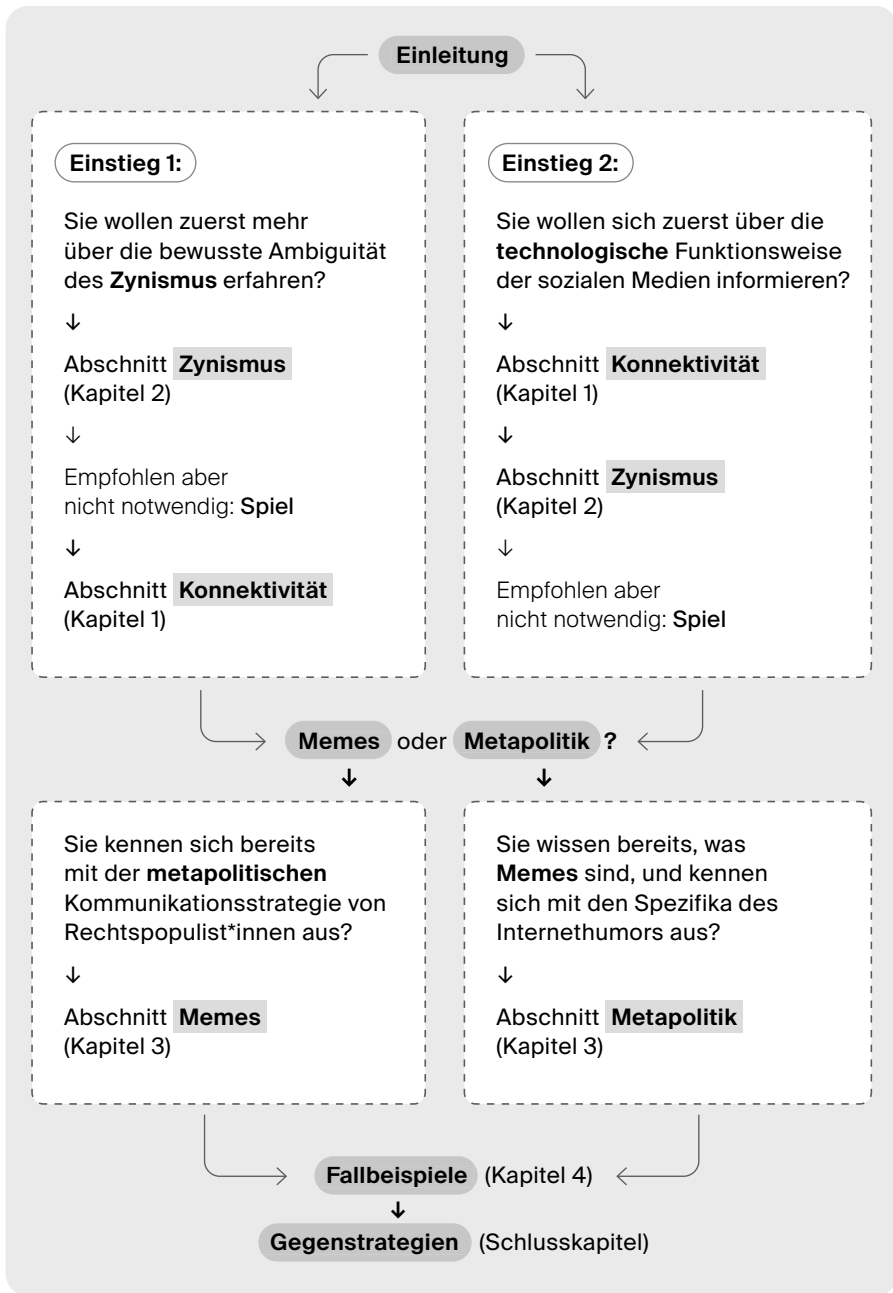 Einleitung
Einstieg 1:
Sie wollen zuerst mehr
über die bewusste Ambiguität
des Zynismus erfahren?
↓
Abschnitt Zynismus
(Kapitel 2)
↓
Empfohlen aber
nicht notwendig: Spiel
↓
Abschnitt Konnektivität
(Kapitel 1)
Einstieg 2:
Sie wollen sich zuerst über die
technologische Funktionsweise
der sozialen Medien informieren?
↓
Abschnitt Konnektivität
(Kapitel 1)
↓
Abschnitt Zynismus
(Kapitel 2)
↓
Empfohlen aber
nicht notwendig: Spiel
Memes oder Metapolitik ?
↓ ↓
Sie kennen sich bereits
mit der metapolitischen
Kommunikationsstrategie von
Rechtspopulist*innen aus?
↓
Abschnitt Memes
(Kapitel 3)
Sie wissen bereits, was
Memes sind, und kennen
sich mit den Spezifika des
Internethumors aus?
↓
Abschnitt Metapolitik
(Kapitel 3)
Fallbeispiele (Kapitel 4)
↓
Gegenstrategien (Schlusskapitel)